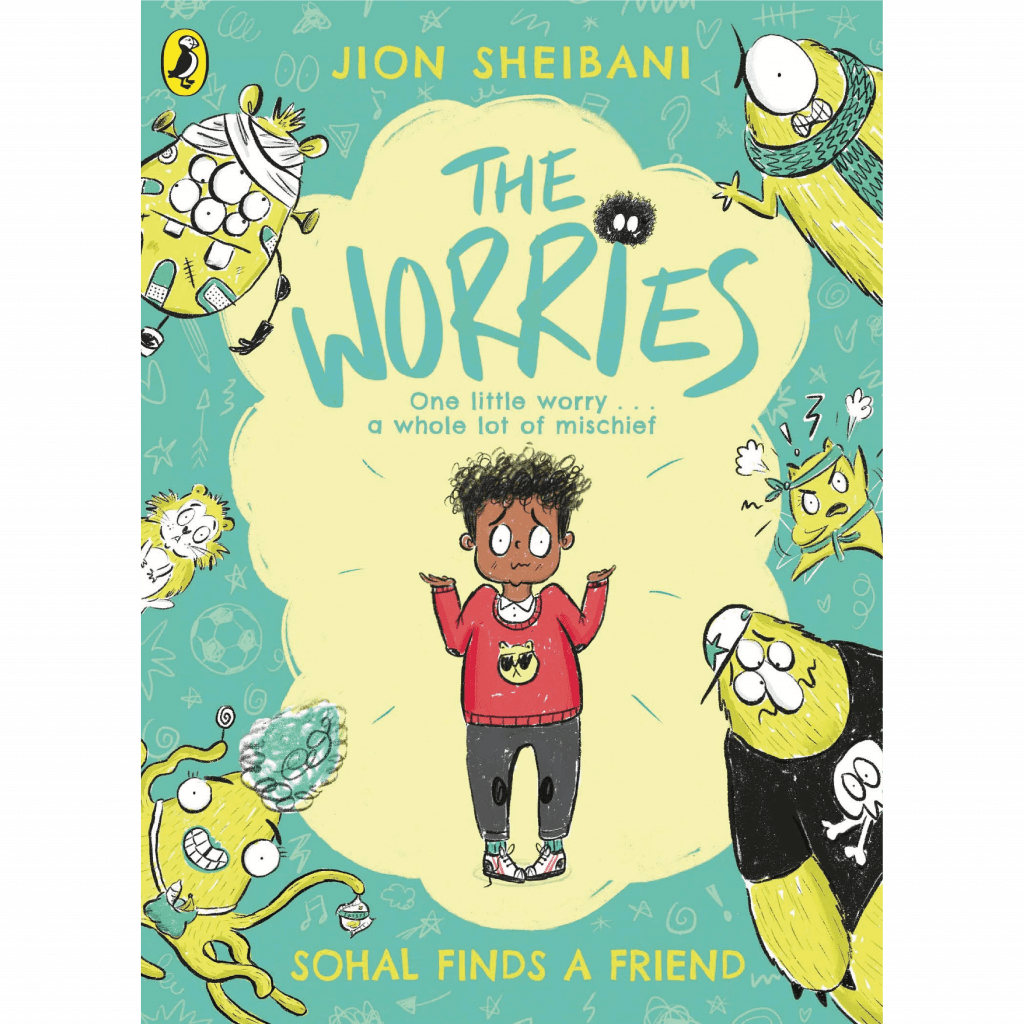 JION SHEIBANI
THE
WORRIES
One little worry . . .
a whole lot of mischief
SOHAL FINDS A FRIEND